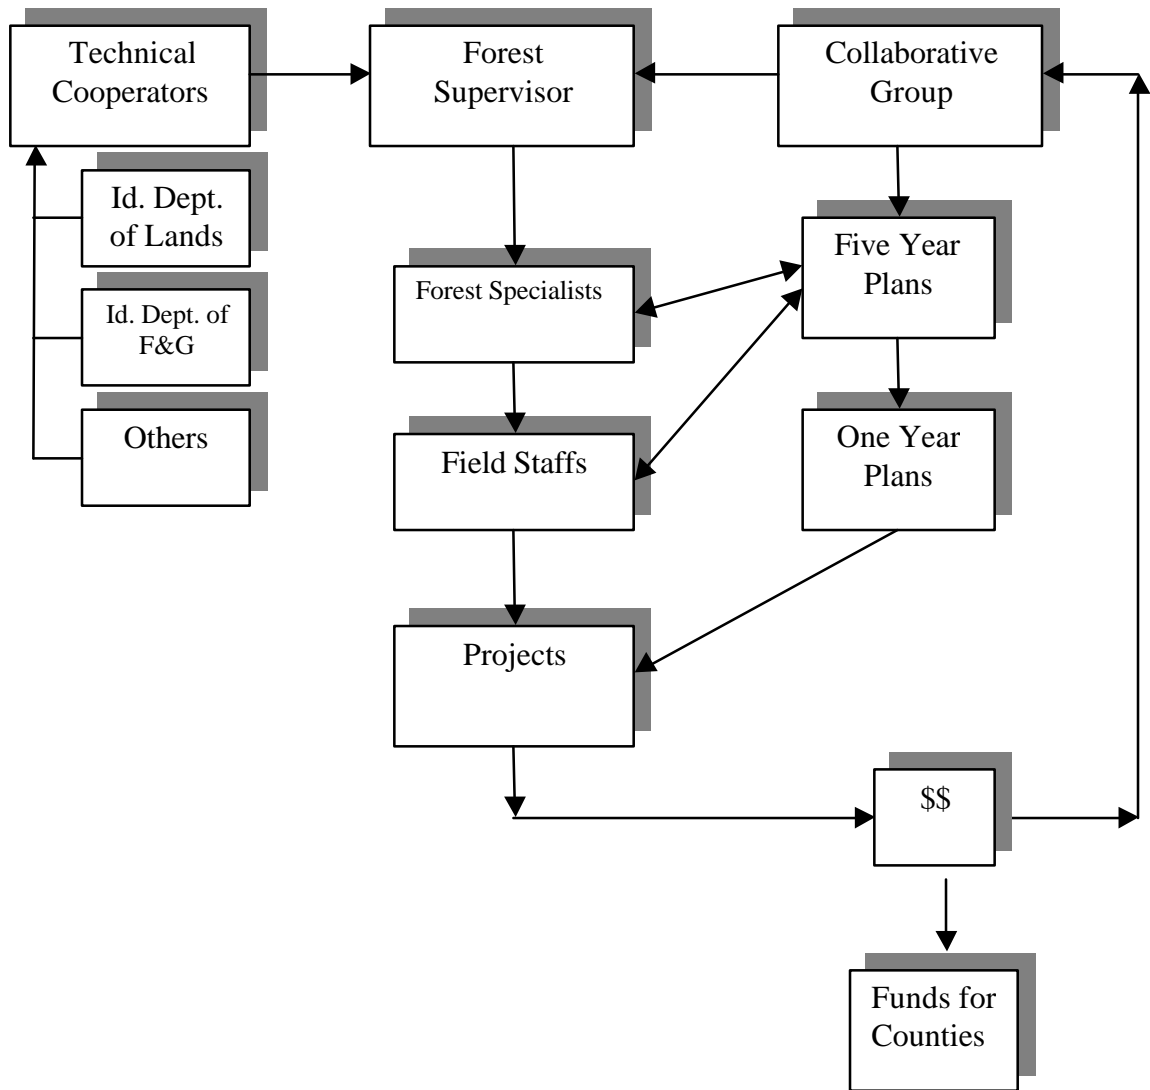 Technical
Cooperators
Forest
Supervisor
Collaborative
Group
Id. Dept.
of Lands
Id. Dept. of
F&G
Others
Forest Specialists
Field Staffs
Projects
Five Year
Plans
One Year
Plans
$$
Funds for
Counties